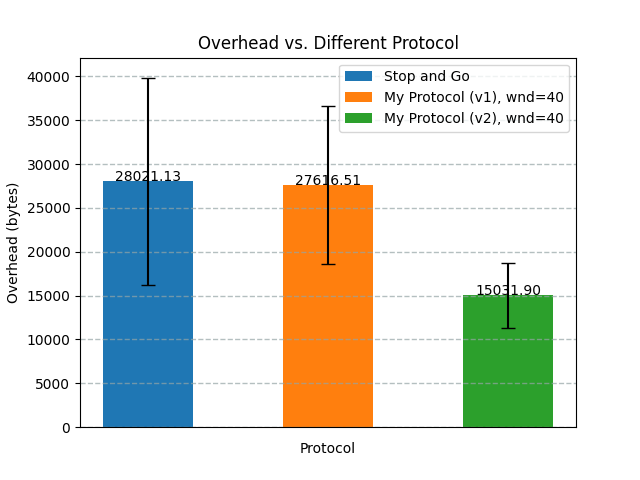 Overhead vs. Different Protocol
Stop and Go
My Protocol (v1), wnd=40
My Protocol (v2), wnd=40
Overhead (bytes)
40000
35000
30000
25000
20000
15000
10000
5000
0
28021.13
27616.51
15031.90
Protocol